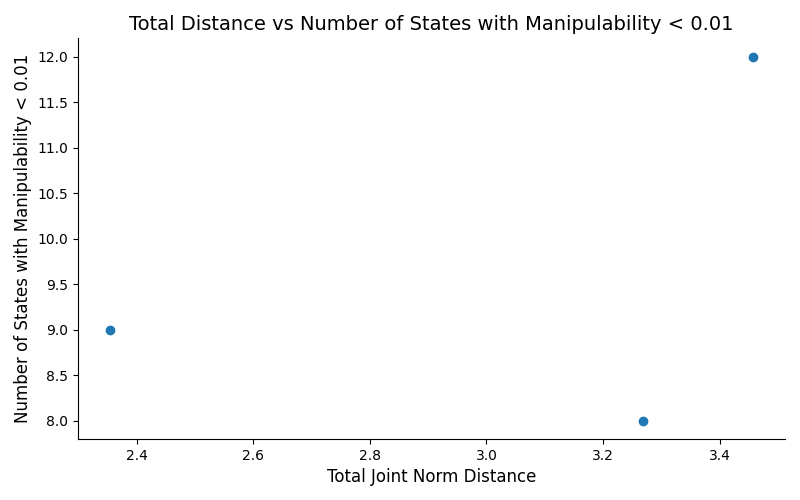 Total Distance vs Number of States with Manipulability < 0.01
Number of States with Manipulability < 0.01
12.0
11.5
11.0
10.5
10.0
9.5
9.0
8.5
8.0
2.4 2.6 2.8 3.0 3.2 3.4
Total Joint Norm Distance